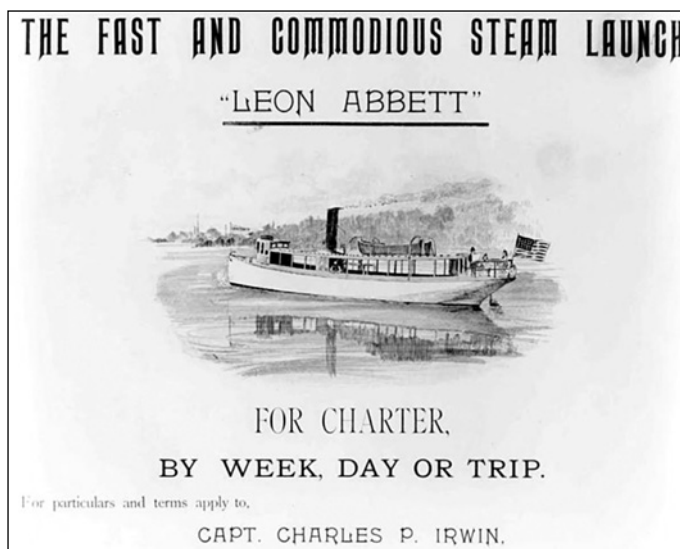 THE FAST AND COMMODIOUS STEAM LAUNCH
"LEON ABBETT"
FOR CHARTER,
BY WEEK, DAY OR TRIP.
For particulars and terms apply to,
CAPT. CHARLES P. IRWIN,